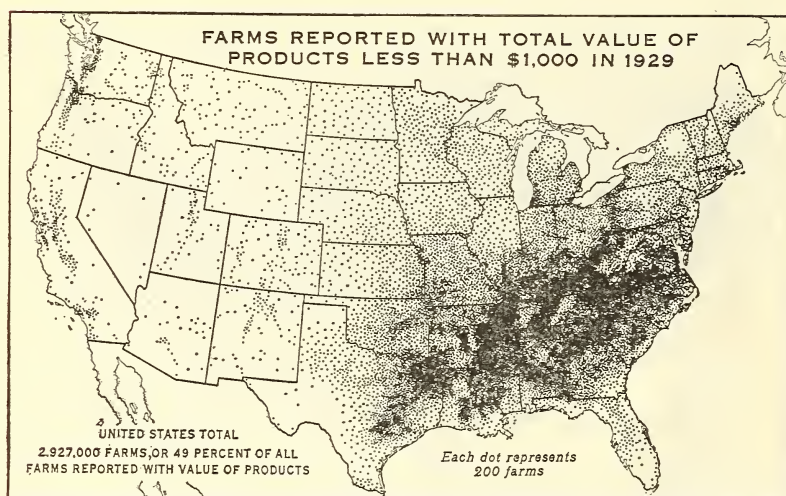 FARMS REPORTED WITH TOTAL VALUE OF
PRODUCTS LESS THAN $1,000 IN 1929
UNITED STATES TOTAL
2,927,000 FARMS, OR 49 PERCENT OF ALL
FARMS REPORTED WITH VALUE OF PRODUCTS
Each dot represents
200 farms